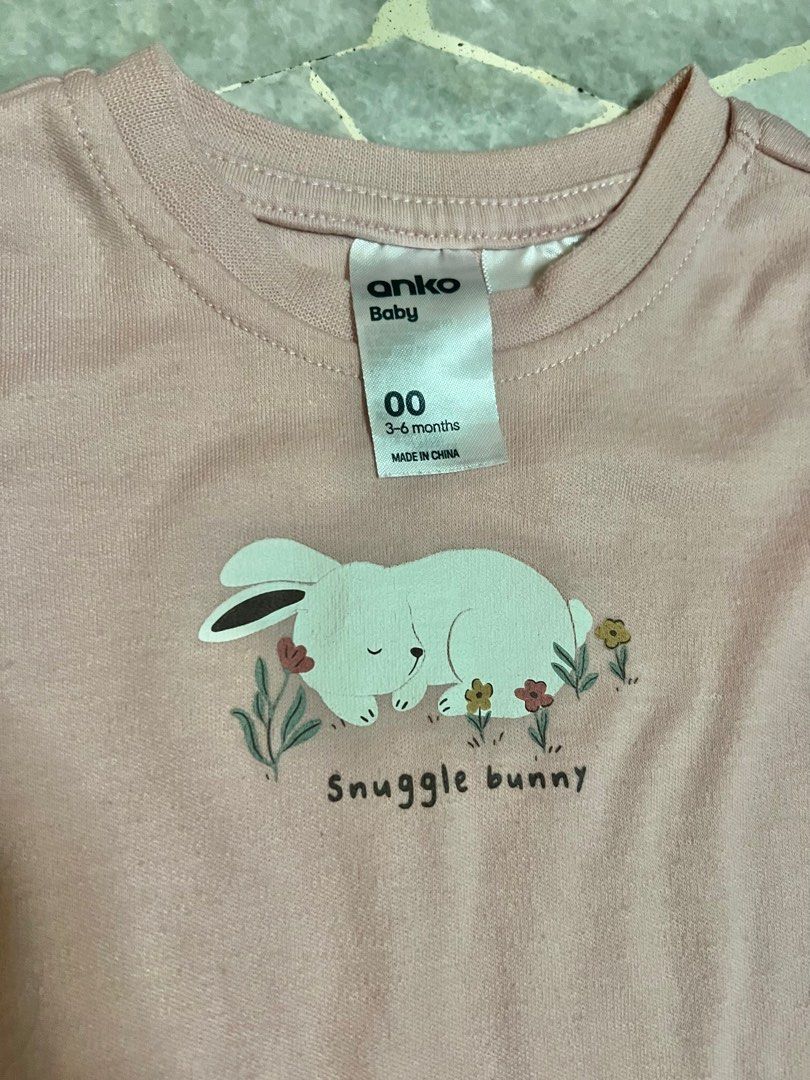 anko
Baby
00
3-6 months
MADE IN CHINA
Snuggle bunny